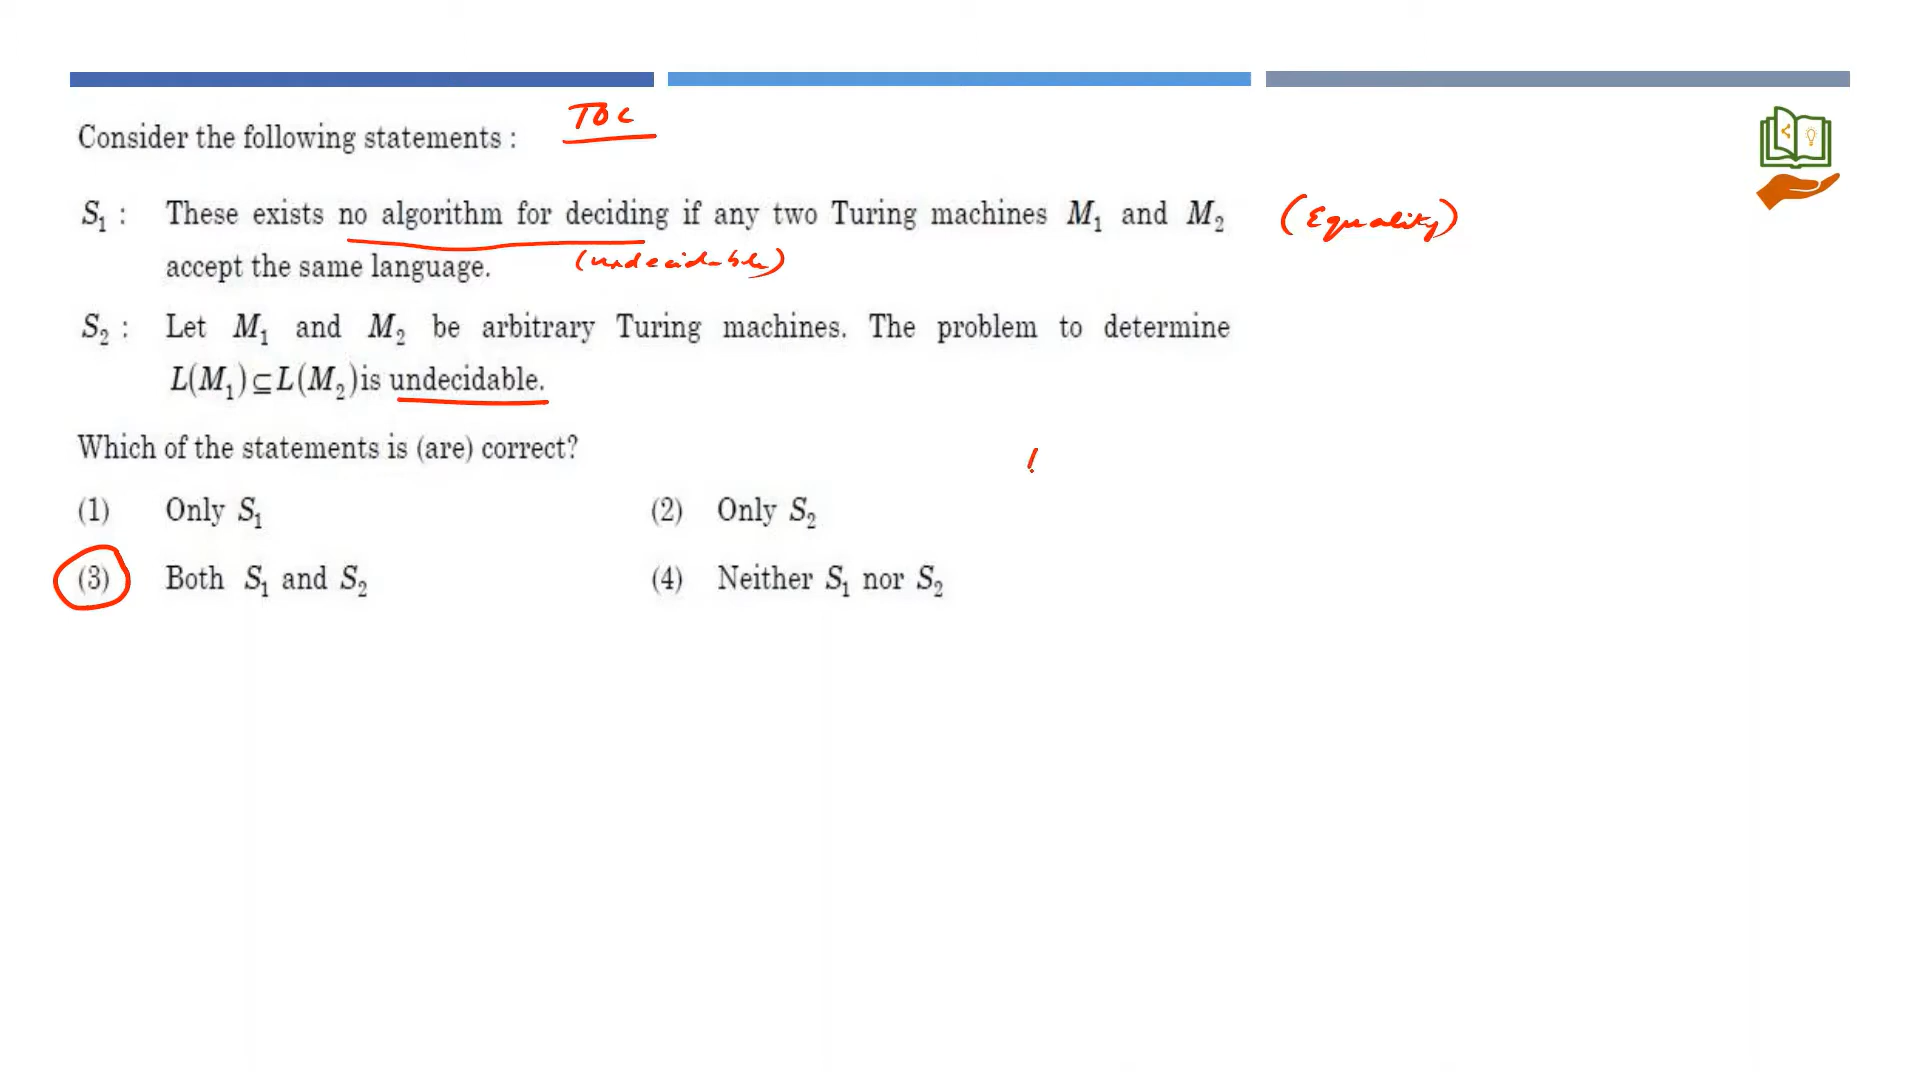 TOC
Consider the following statements :
S₁ : These exists no algorithm for deciding if any two Turing machines M₁ and M₂ (Equality)
accept the same language. (undecidable)
S₂ : Let M₁ and M₂ be arbitrary Turing machines. The problem to determine
L(M₁)⊆L(M₂)is undecidable.
Which of the statements is (are) correct?
(1) Only S₁ (2) Only S₂
(3) Both S₁ and S₂ (4) Neither S₁ nor S₂